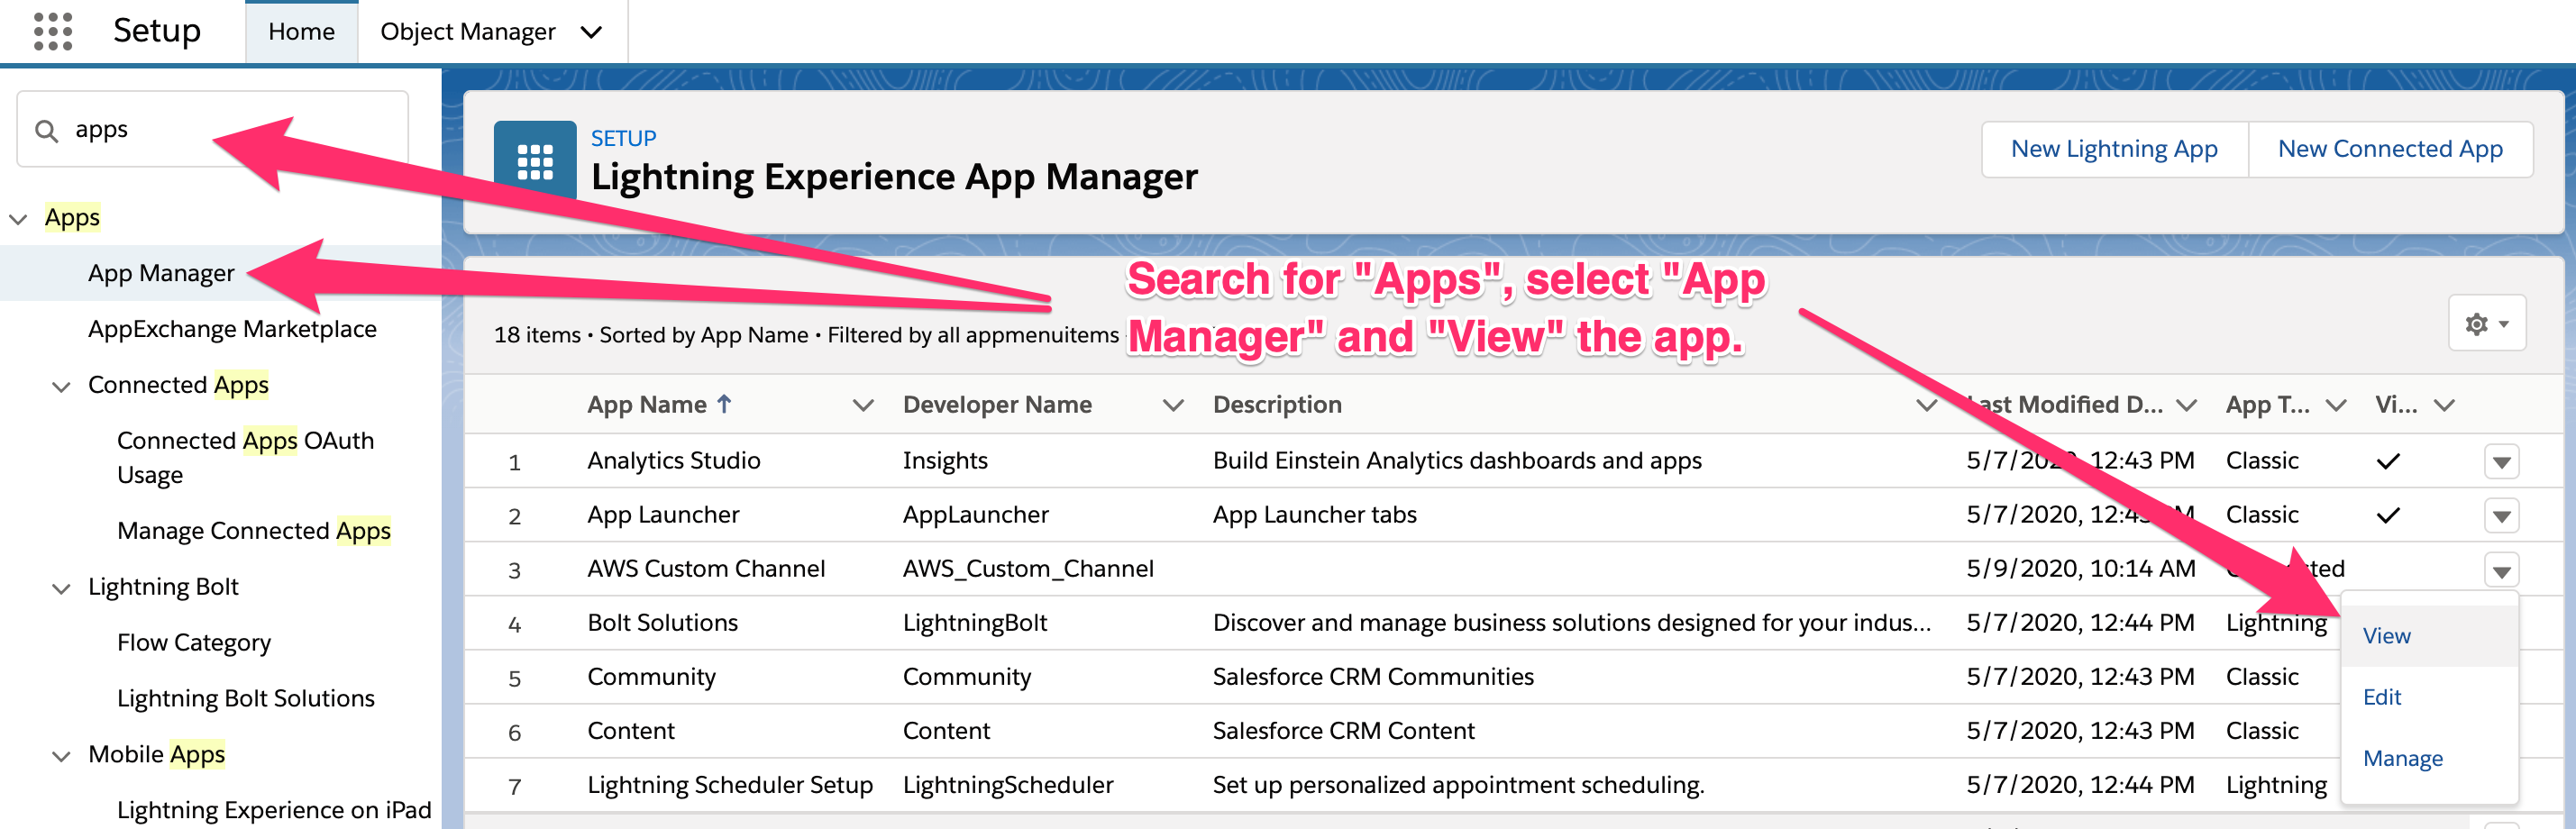 Setup
Home
Object Manager
apps
Apps
App Manager
AppExchange Marketplace
Connected Apps
Connected Apps OAuth
Usage
Manage Connected Apps
Lightning Bolt
Flow Category
Lightning Bolt Solutions
Mobile Apps
Lightning Experience on iPad
SETUP
Lightning Experience App Manager
New Lightning App
New Connected App
Search for "Apps", select "App
Manager" and "View" the app.
18 items • Sorted by App Name • Filtered by all appmenuitems
App Name Developer Name Description Last Modified D... App T... Vi...
1 Analytics Studio Insights Build Einstein Analytics dashboards and apps 5/7/2020, 12:43 PM Classic
2 App Launcher AppLauncher App Launcher tabs 5/7/2020, 12:43 PM Classic
3 AWS Custom Channel AWS_Custom_Channel 5/9/2020, 10:14 AM Connected
4 Bolt Solutions LightningBolt Discover and manage business solutions designed for your indus... 5/7/2020, 12:44 PM Lightning
5 Community Community Salesforce CRM Communities 5/7/2020, 12:43 PM Classic
6 Content Content Salesforce CRM Content 5/7/2020, 12:43 PM Classic
7 Lightning Scheduler Setup LightningScheduler Set up personalized appointment scheduling. 5/7/2020, 12:44 PM Lightning
View
Edit
Manage